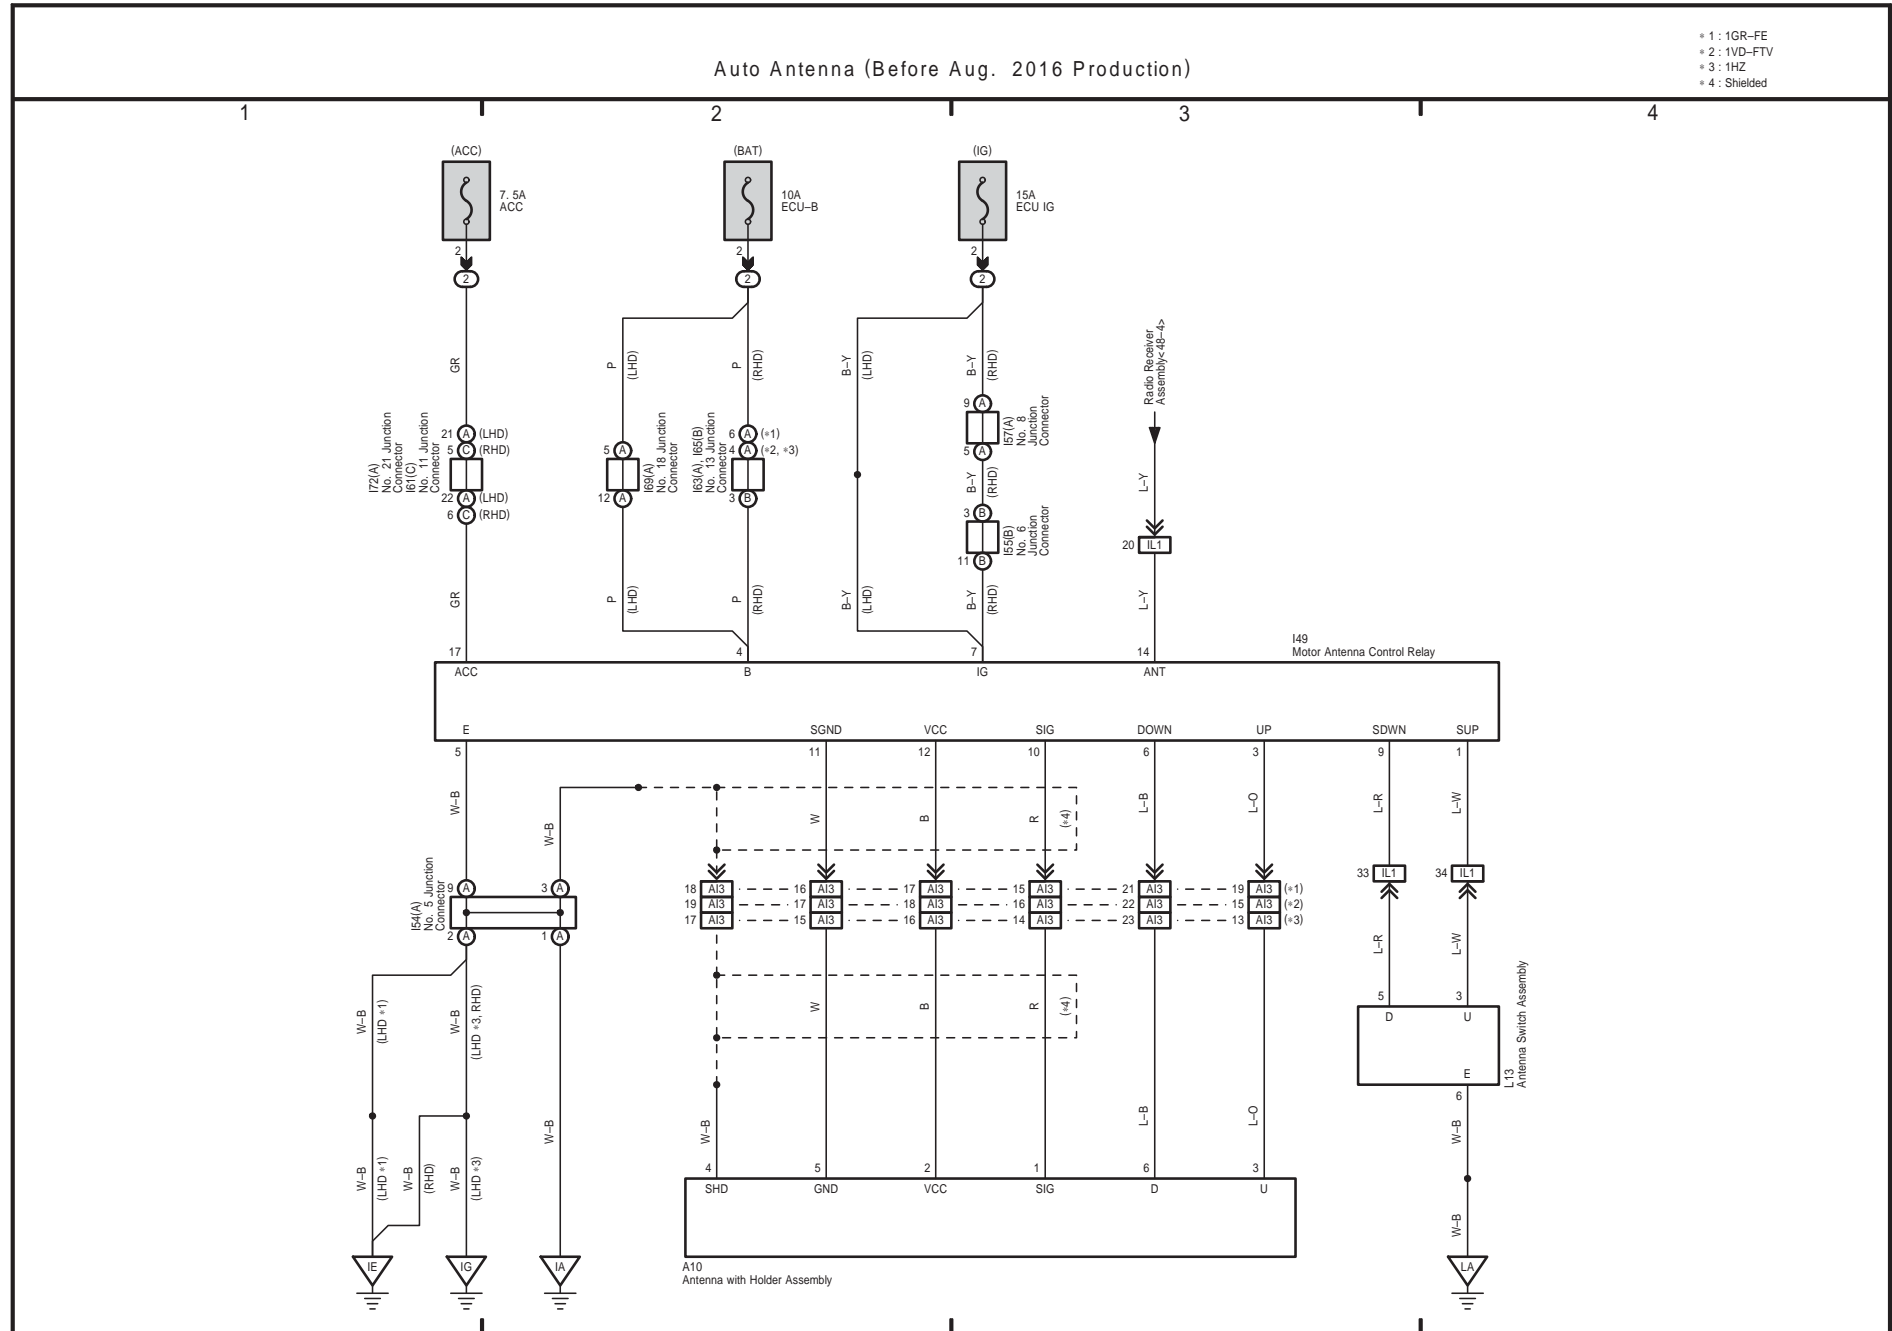 Auto Antenna (Before Aug. 2016 Production)
∗ 1 : 1GR–FE
∗ 2 : 1VD–FTV
∗ 3 : 1HZ
∗ 4 : Shielded
1 2 3 4
(ACC) (BAT) (IG)
7. 5A
ACC
10A
ECU–B
15A
ECU IG
2 2 2
2 2 2
GR
P
(LHD)
P
(RHD)
B–Y
(LHD)
B–Y
(RHD)
Radio Receiver
Assembly<48–4>
I72(A)
No. 21 Junction
Connector
I61(C)
No. 11 Junction
Connector
21 A (LHD)
5 C (RHD)
22 A (LHD)
6 C (RHD)
5 A
12 A
I69(A)
No. 18 Junction
Connector
I63(A), I65(B)
No. 13 Junction
Connector
6 A (∗1)
4 A (∗2, ∗3)
3 B
9 A
5 A
I57(A)
No. 8
Junction
Connector
B–Y
(RHD)
3 B
11 B
I55(B)
No. 6
Junction
Connector
L–Y
20 IL1
GR
P
(LHD)
P
(RHD)
B–Y
(LHD)
B–Y
(RHD)
L–Y
I49
Motor Antenna Control Relay
17 4 7 14
ACC B IG ANT
E SGND VCC SIG DOWN UP SDWN SUP
5 11 12 10 6 3 9 1
W–B
W–B
W
B
R
(∗4)
L–B
L–O
L–R
L–W
I54(A)
No. 5 Junction
Connector
9 A 3 A
2 A 1 A
18 AI3 16 AI3 17 AI3 15 AI3 21 AI3 19 AI3 (∗1)
19 AI3 17 AI3 18 AI3 16 AI3 22 AI3 15 AI3 (∗2)
17 AI3 15 AI3 16 AI3 14 AI3 23 AI3 13 AI3 (∗3)
33 IL1 34 IL1
L–R
L–W
W–B
(LHD ∗1)
W–B
(LHD ∗3, RHD)
W
B
R
(∗4)
5 3
D U
E
6
L13
Antenna Switch Assembly
W–B
(LHD ∗1)
W–B
(RHD)
W–B
(LHD ∗3)
W–B
W–B
L–B
L–O
W–B
W–B
4 5 2 1 6 3
SHD GND VCC SIG D U
A10
Antenna with Holder Assembly
IE IG IA LA